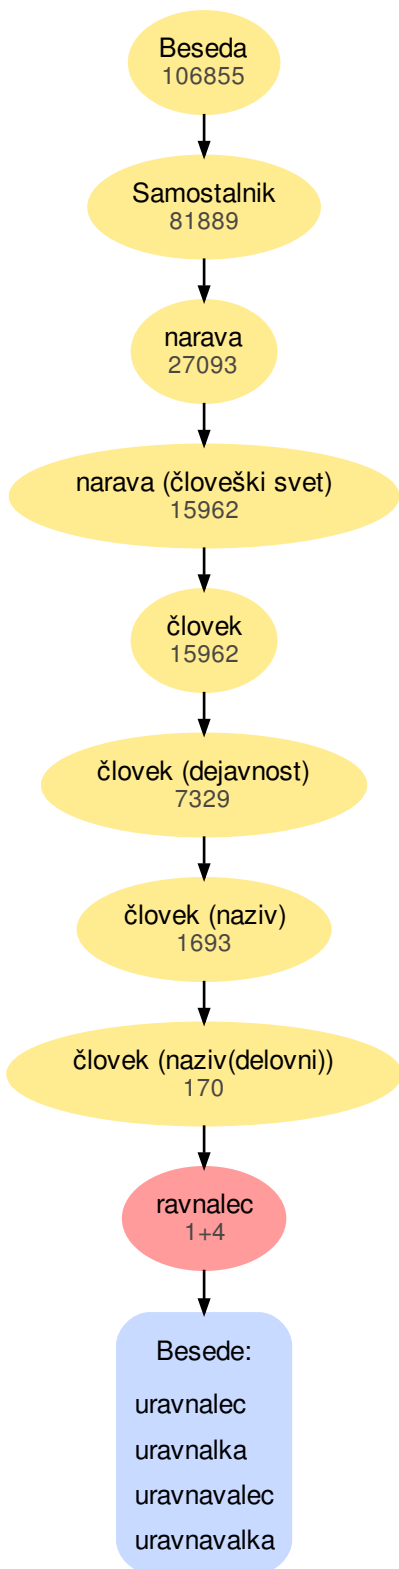 Beseda
106855
Samostalnik
81889
narava
27093
narava (človeški svet)
15962
človek
15962
človek (dejavnost)
7329
človek (naziv)
1693
človek (naziv(delovni))
170
ravnalec
1+4
Besede:
uravnalec
uravnalka
uravnavalec
uravnavalka